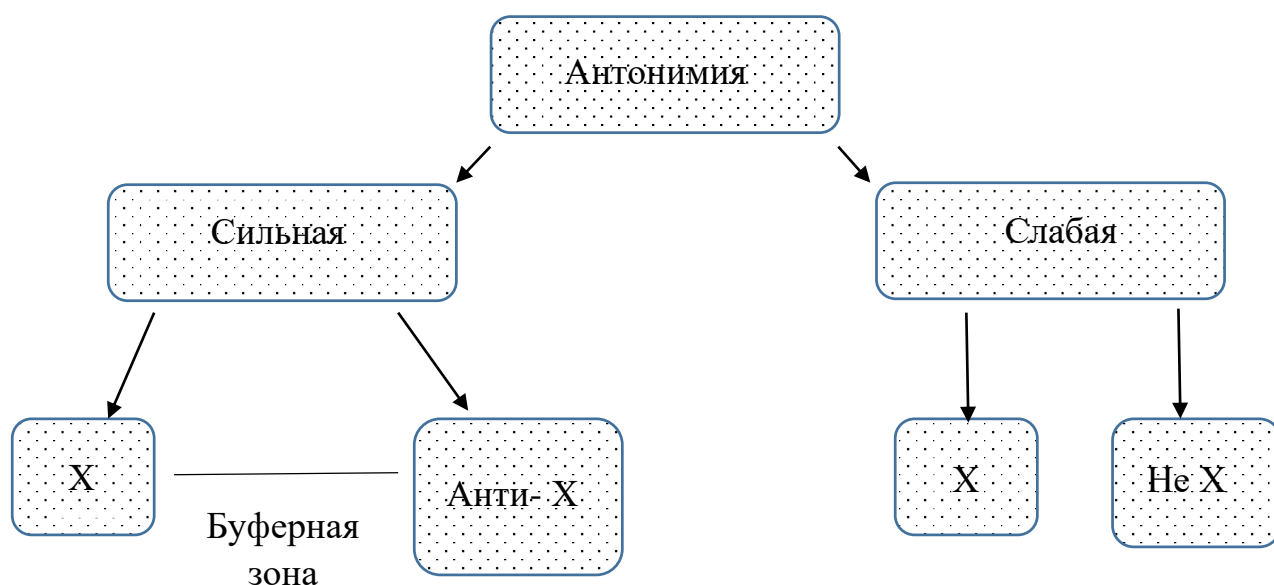 Антонимия
Сильная
Слабая
X
Анти- X
X
Не X
Буферная
зона